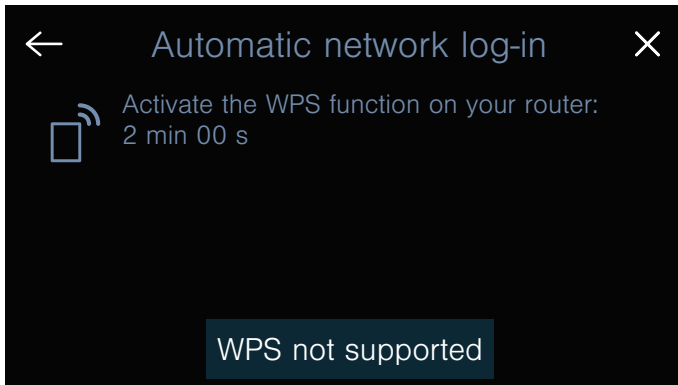 Automatic network log-in
Activate the WPS function on your router:
2 min 00 s
WPS not supported